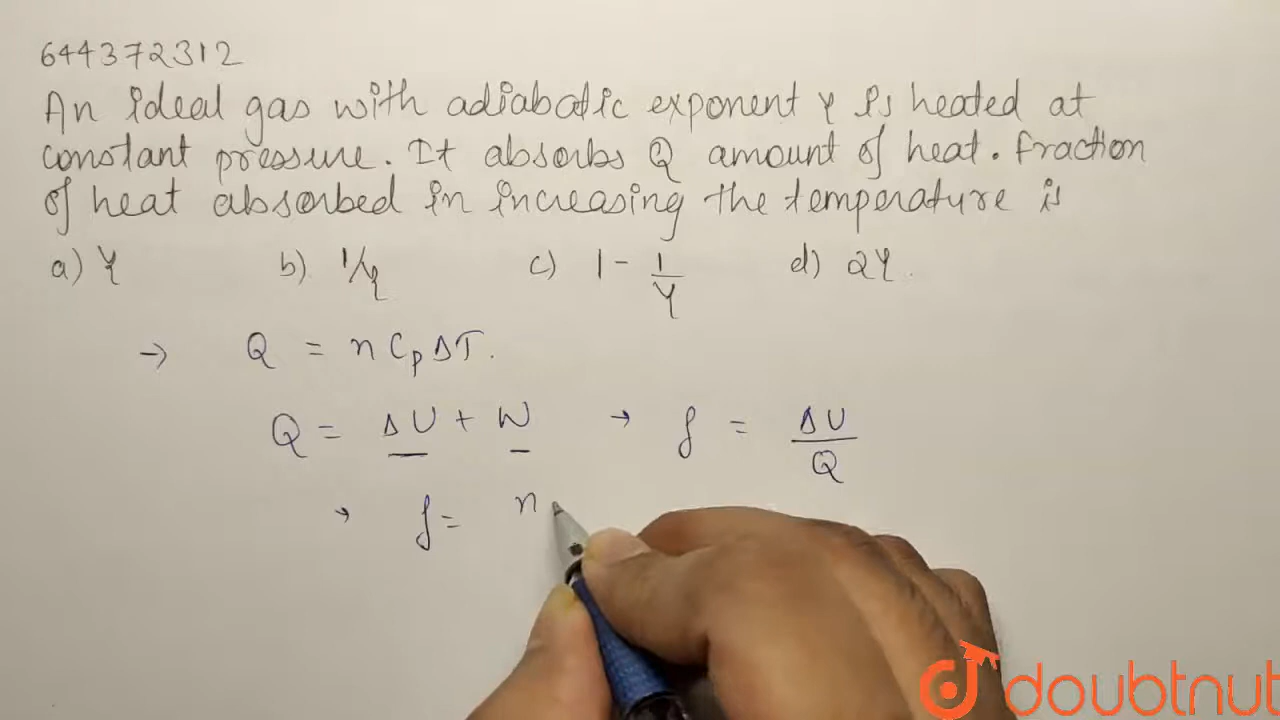 644372312
An ideal gas with adiabatic exponent γ is heated at
constant pressure. It absorbs Q amount of heat. Fraction
of heat absorbed in increasing the temperature is
a) γ b) 1/γ c) 1 - 1/γ d) 2γ.
→ Q = n Cp ΔT.
Q = ΔU + W → f = ΔU/Q
→ f = n
doubtnut